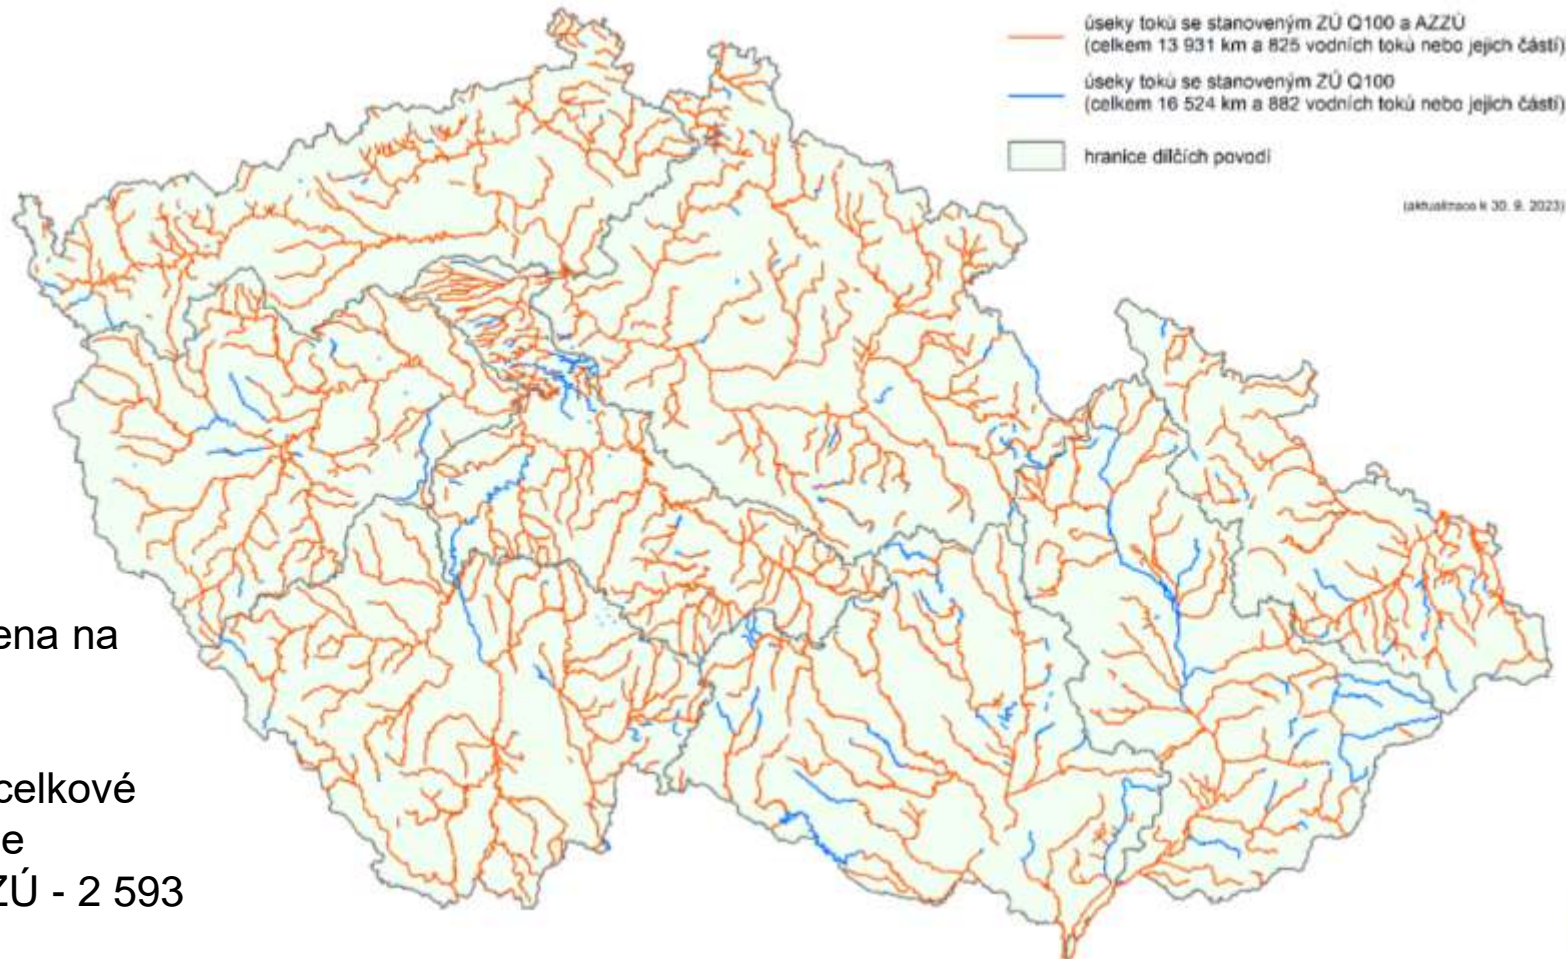 úseky toků se stanoveným ZÚ Q100 a AZZÚ
(celkem 13 931 km a 825 vodních toků nebo jejich částí)
úseky toků se stanoveným ZÚ Q100
(celkem 16 524 km a 882 vodních toků nebo jejich částí)
hranice dílčích povodí
(aktualizace k 30. 9. 2023)
ena na
celkové
e
ZÚ - 2 593